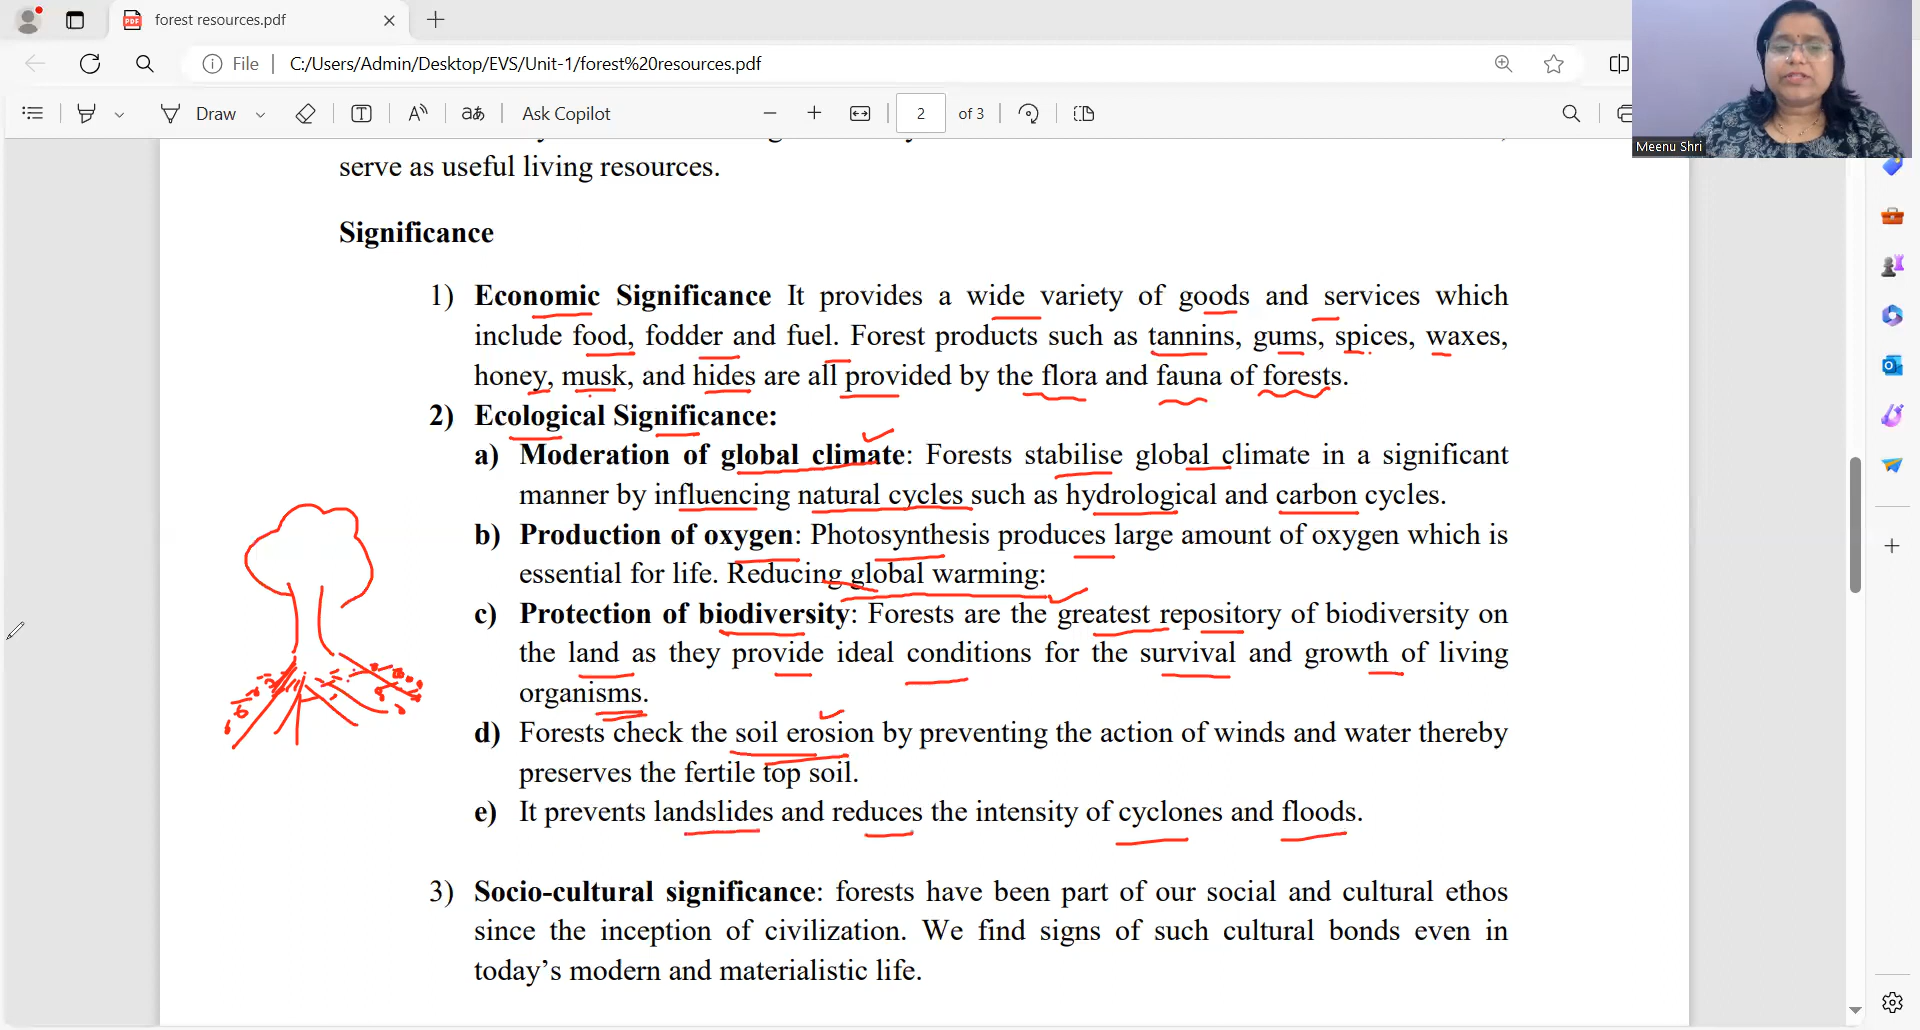 forest resources.pdf
File
C:/Users/Admin/Desktop/EVS/Unit-1/forest%20resources.pdf
Draw
aあ
Ask Copilot
2 of 3
Meenu Shri
serve as useful living resources.
Significance
1) Economic Significance It provides a wide variety of goods and services which
include food, fodder and fuel. Forest products such as tannins, gums, spices, waxes,
honey, musk, and hides are all provided by the flora and fauna of forests.
2) Ecological Significance:
a) Moderation of global climate: Forests stabilise global climate in a significant
manner by influencing natural cycles such as hydrological and carbon cycles.
b) Production of oxygen: Photosynthesis produces large amount of oxygen which is
essential for life. Reducing global warming:
c) Protection of biodiversity: Forests are the greatest repository of biodiversity on
the land as they provide ideal conditions for the survival and growth of living
organisms.
d) Forests check the soil erosion by preventing the action of winds and water thereby
preserves the fertile top soil.
e) It prevents landslides and reduces the intensity of cyclones and floods.
3) Socio-cultural significance: forests have been part of our social and cultural ethos
since the inception of civilization. We find signs of such cultural bonds even in
today’s modern and materialistic life.